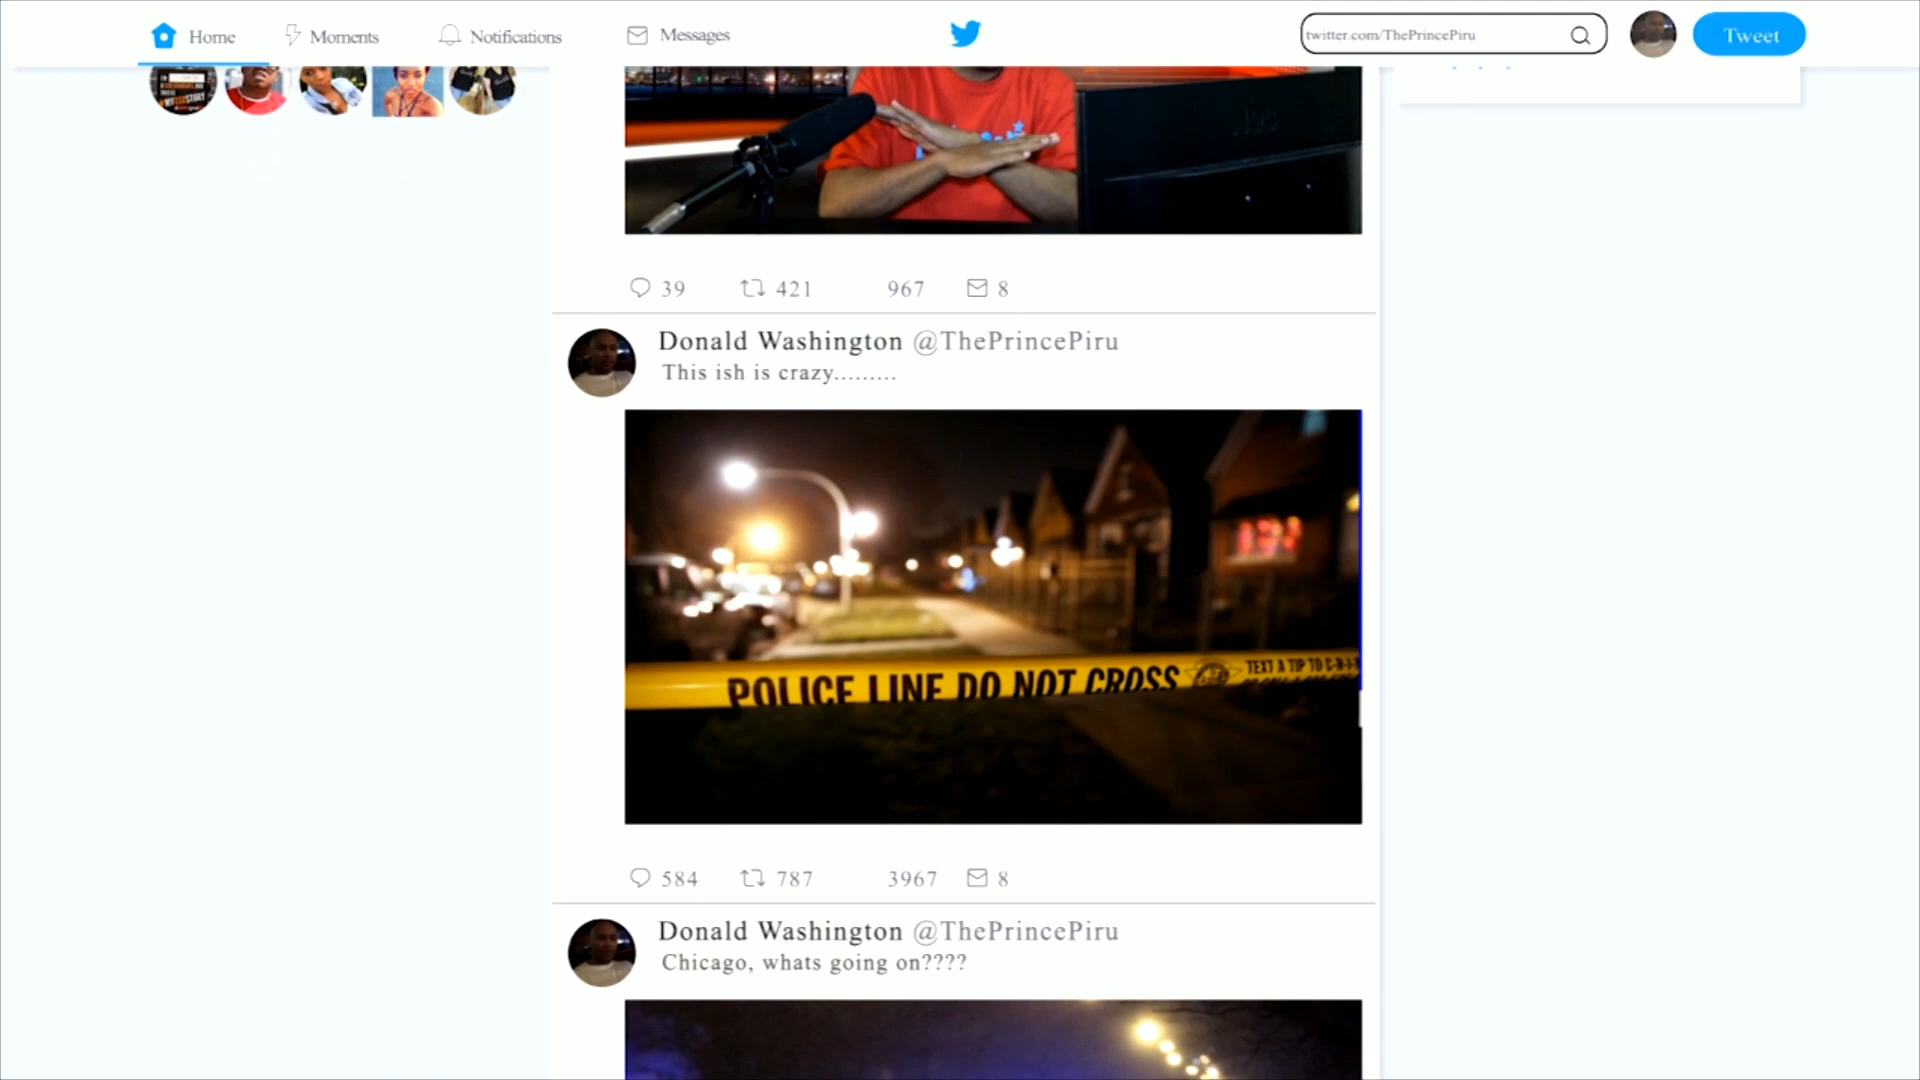 Home
Moments
Notifications
Messages
twitter.com/ThePrincePiru
Tweet
39
421
967
8
Donald Washington @ThePrincePiru
This ish is crazy.........
POLICE LINE DO NOT CROSS
TEXT A TIP TO
584
787
3967
8
Donald Washington @ThePrincePiru
Chicago, whats going on????